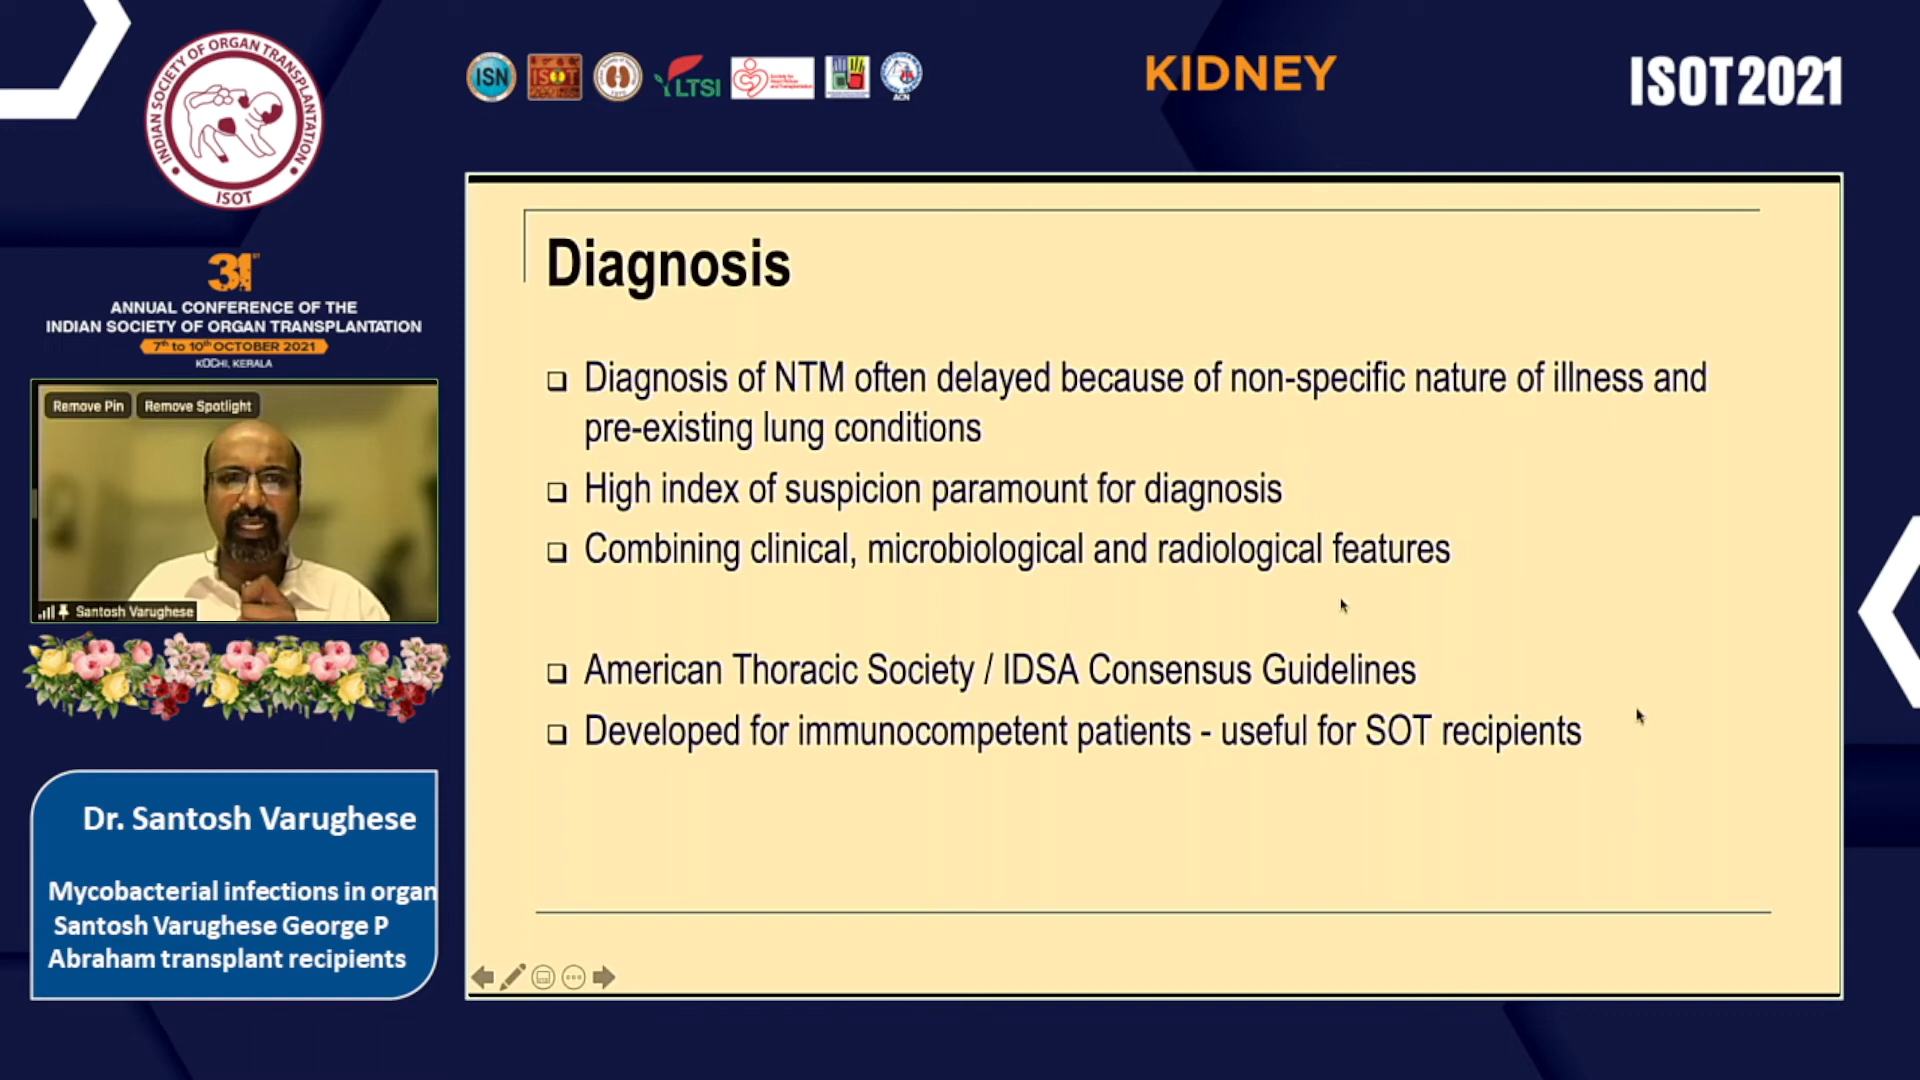 INDIAN SOCIETY OF ORGAN TRANSPLANTATION
ISOT
ISN
ISOT
LTSI
ACN
KIDNEY
ISOT2021
31ST
ANNUAL CONFERENCE OF THE
INDIAN SOCIETY OF ORGAN TRANSPLANTATION
7th to 10th OCTOBER 2021
KOCHI, KERALA
Remove Pin
Remove Spotlight
Santosh Varughese
Dr. Santosh Varughese
Mycobacterial infections in organ
Santosh Varughese George P
Abraham transplant recipients
Diagnosis
Diagnosis of NTM often delayed because of non-specific nature of illness and
pre-existing lung conditions
High index of suspicion paramount for diagnosis
Combining clinical, microbiological and radiological features
American Thoracic Society / IDSA Consensus Guidelines
Developed for immunocompetent patients - useful for SOT recipients